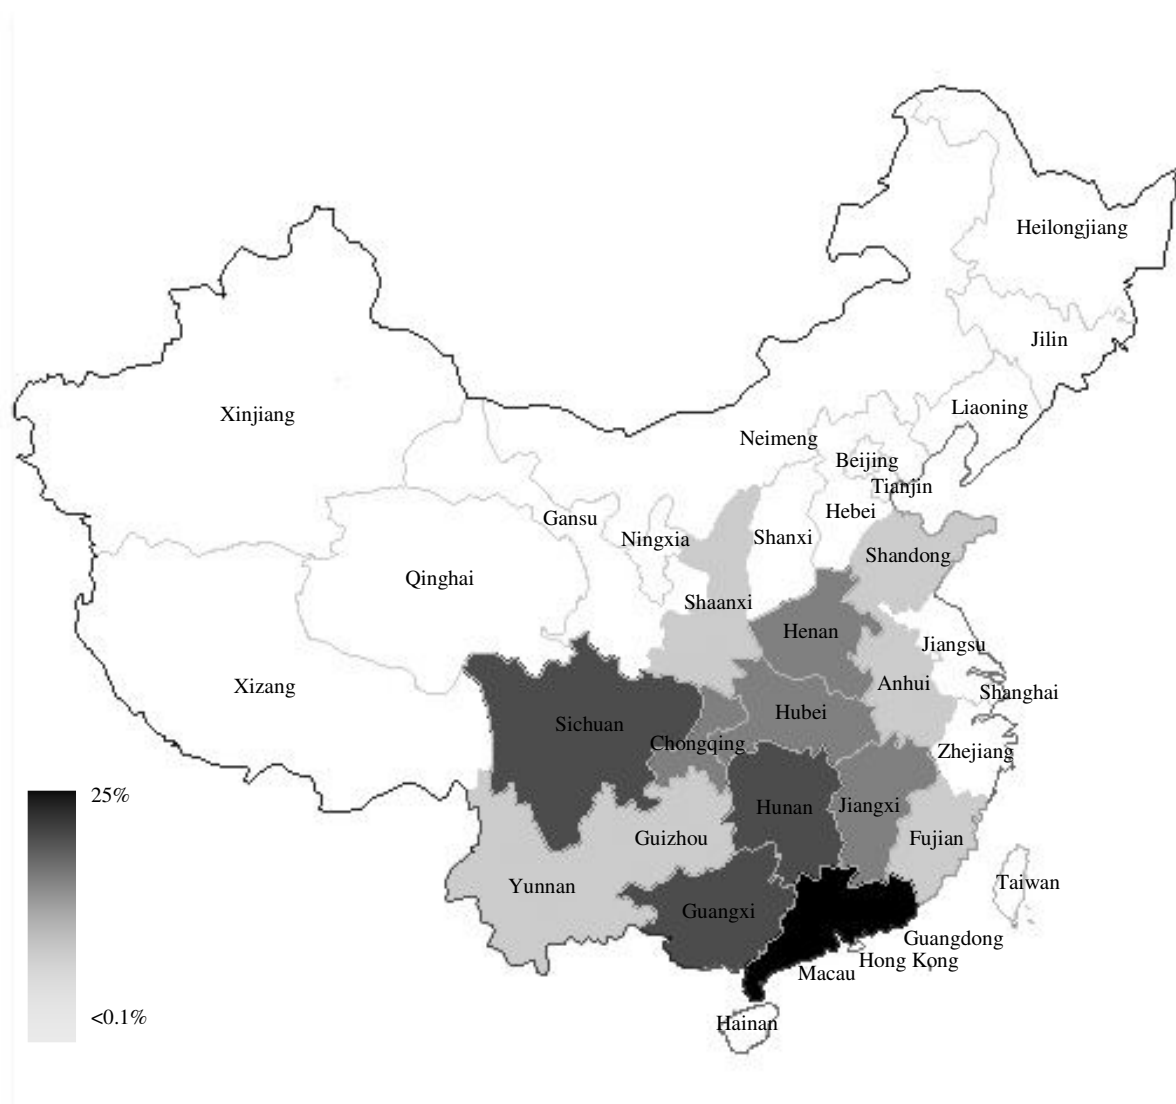 Heilongjiang
Jilin
Xinjiang
Liaoning
Neimeng
Beijing
Tianjin
Hebei
Gansu
Ningxia
Shanxi
Shandong
Qinghai
Shaanxi
Henan
Jiangsu
Xizang
Anhui
Shanghai
Sichuan
Hubei
Chongqing
Zhejiang
25%
Hunan
Jiangxi
Guizhou
Fujian
Yunnan
Taiwan
Guangxi
Guangdong
Hong Kong
Macau
<0.1%
Hainan